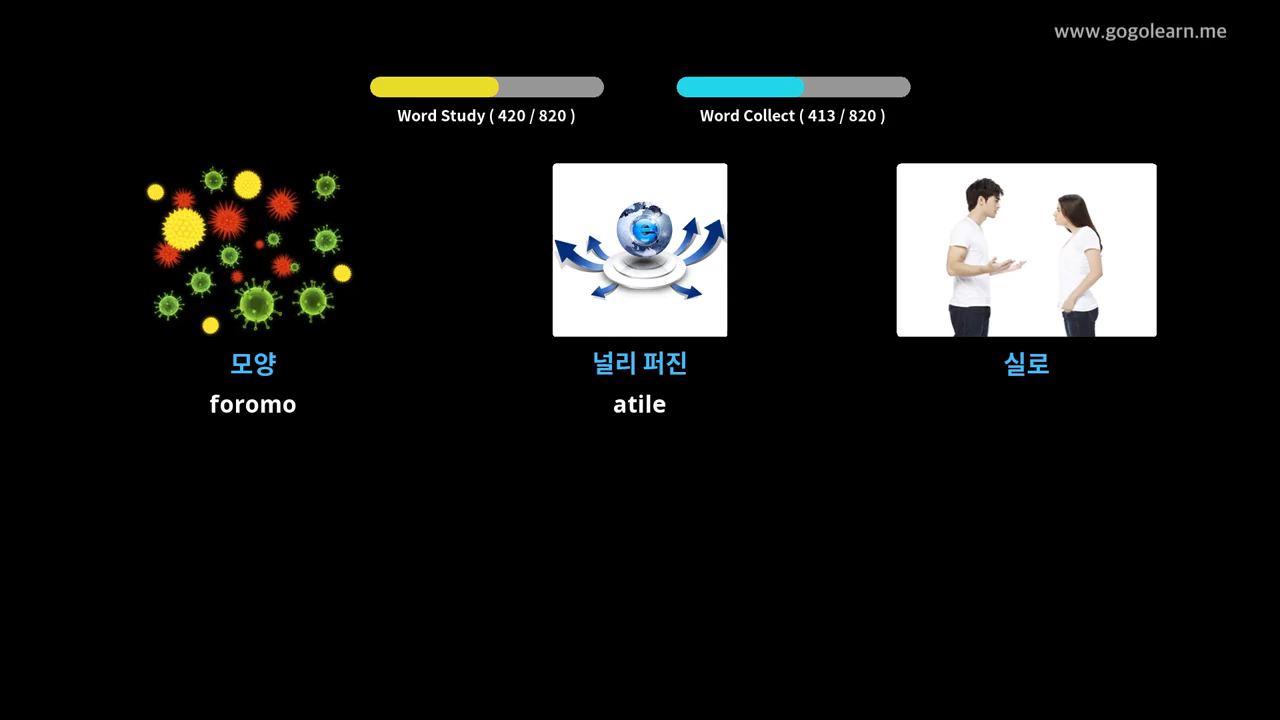 www.gogolearn.me
Word Study ( 420 / 820 )
Word Collect ( 413 / 820 )
e
모양
foromo
널리 퍼진
atile
실로